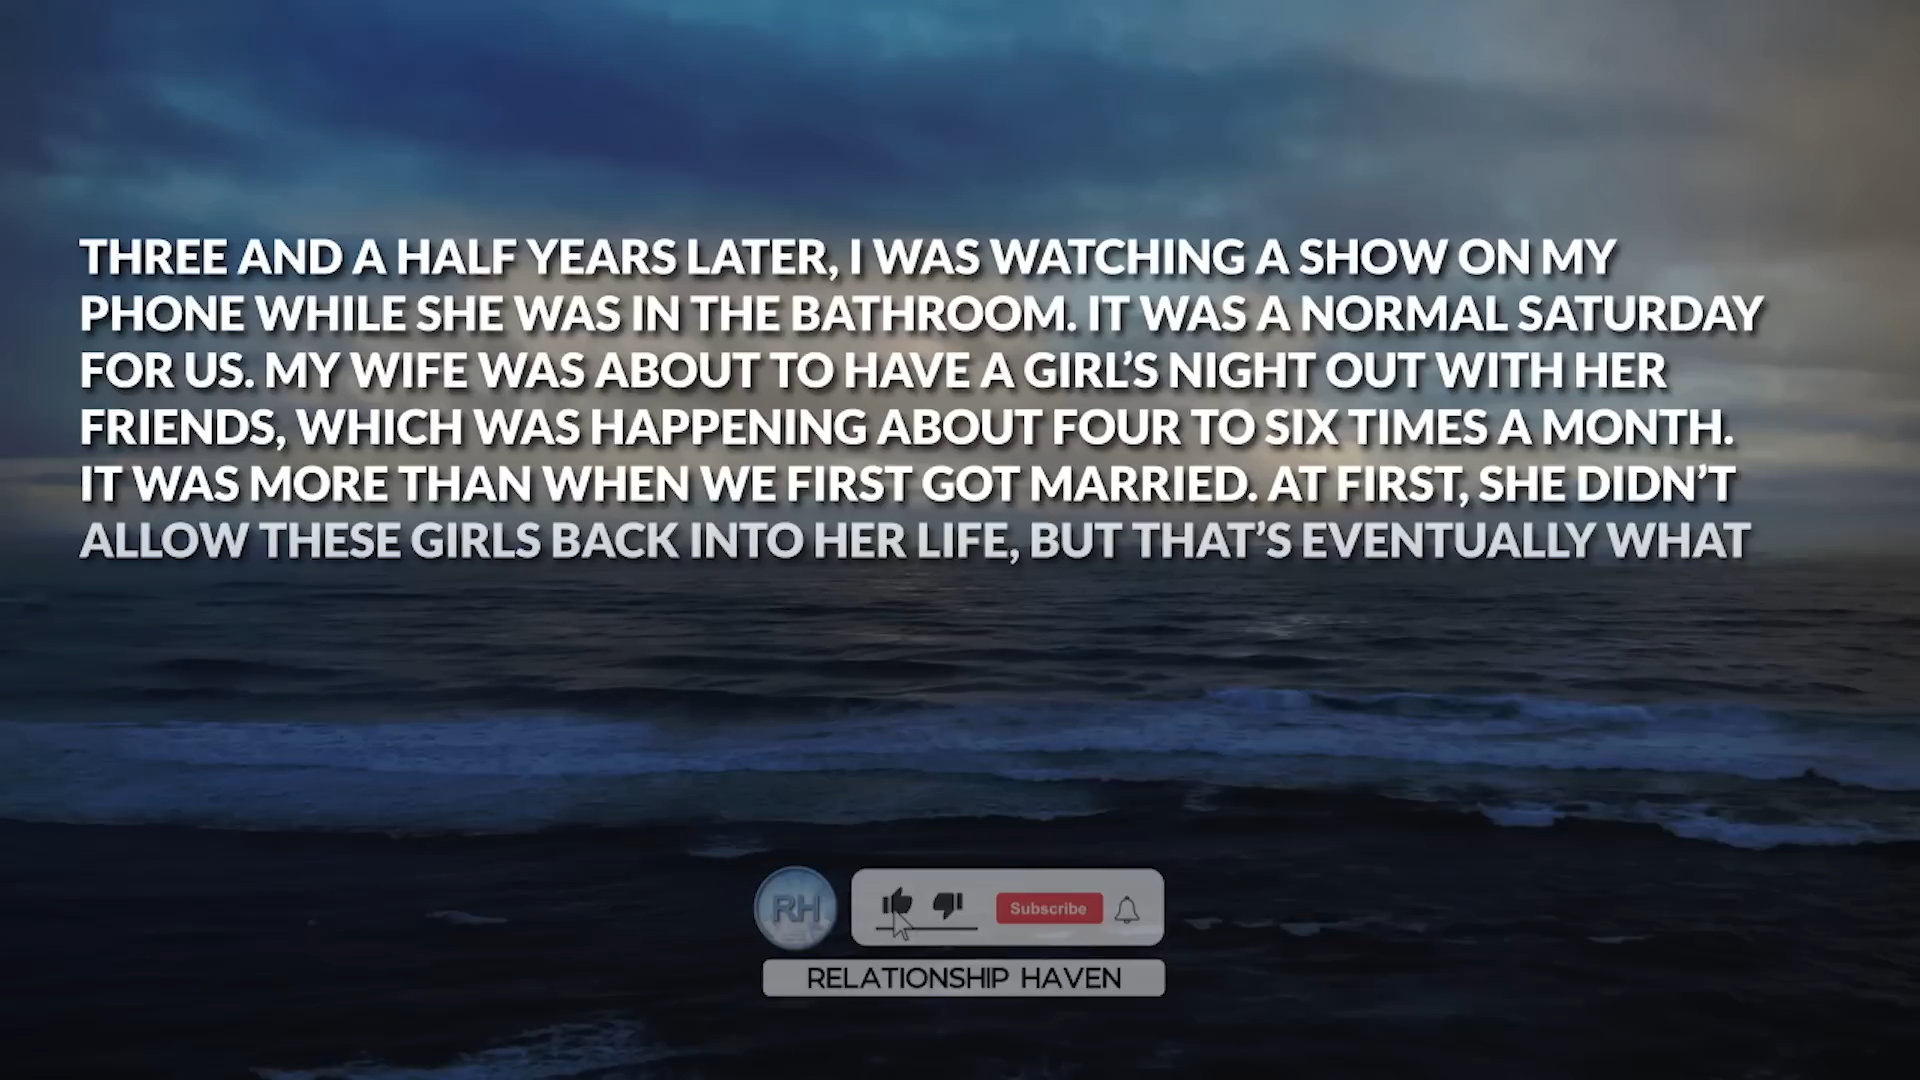 THREE AND A HALF YEARS LATER, I WAS WATCHING A SHOW ON MY
PHONE WHILE SHE WAS IN THE BATHROOM. IT WAS A NORMAL SATURDAY
FOR US. MY WIFE WAS ABOUT TO HAVE A GIRL’S NIGHT OUT WITH HER
FRIENDS, WHICH WAS HAPPENING ABOUT FOUR TO SIX TIMES A MONTH.
IT WAS MORE THAN WHEN WE FIRST GOT MARRIED. AT FIRST, SHE DIDN’T
ALLOW THESE GIRLS BACK INTO HER LIFE, BUT THAT’S EVENTUALLY WHAT
RH
Subscribe
RELATIONSHIP HAVEN